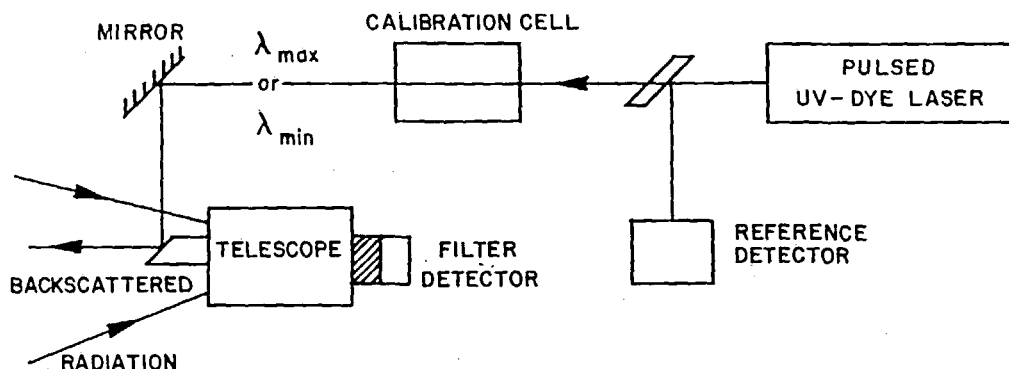 MIRROR
λmax
or
λmin
CALIBRATION CELL
PULSED
UV-DYE LASER
TELESCOPE
FILTER
DETECTOR
REFERENCE
DETECTOR
BACKSCATTERED
RADIATION